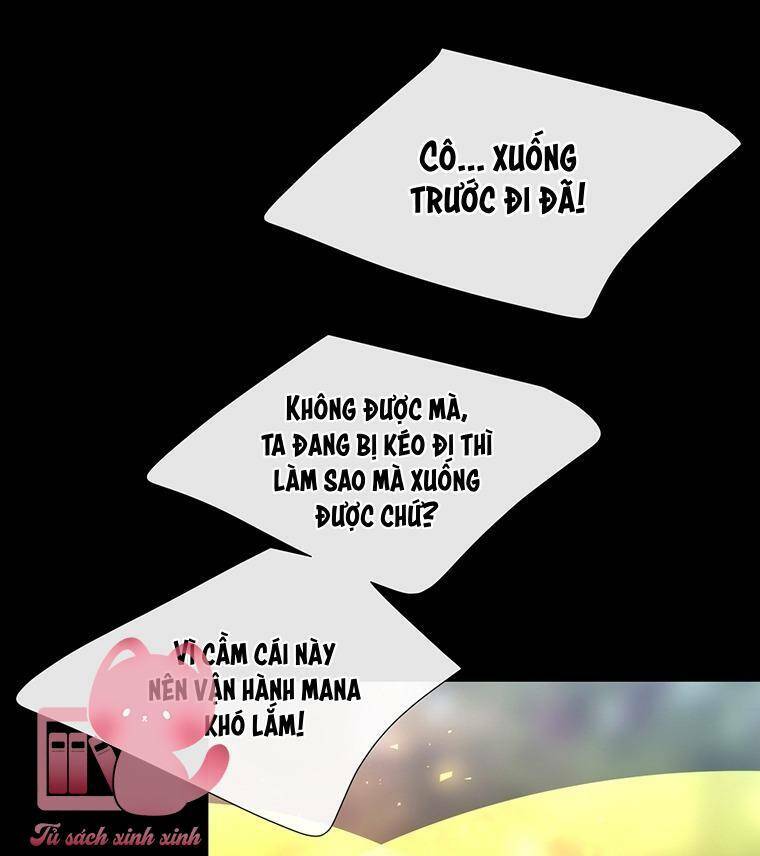 CÔ... XUỐNG
TRƯỚC ĐI ĐÃ!
KHÔNG ĐƯỢC MÀ,
TA ĐANG BỊ KÉO ĐI THÌ
LÀM SAO MÀ XUỐNG
ĐƯỢC CHỨ?
VÌ CẦM CÁI NÀY
NÊN VẬN HÀNH MANA
KHÓ LẮM!
Tủ sách xinh xinh